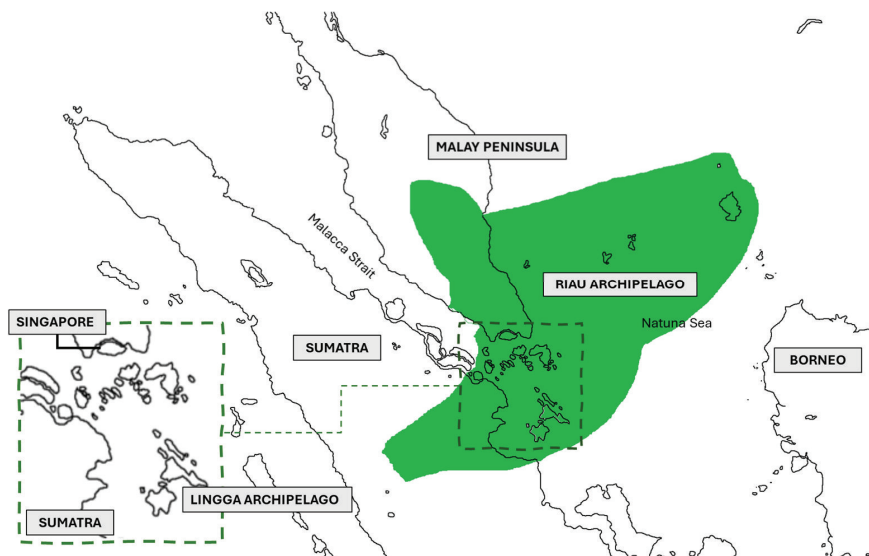 MALAY PENINSULA
Malacca Strait
RIAU ARCHIPELAGO
SINGAPORE
Natuna Sea
SUMATRA
BORNEO
LINGGA ARCHIPELAGO
SUMATRA